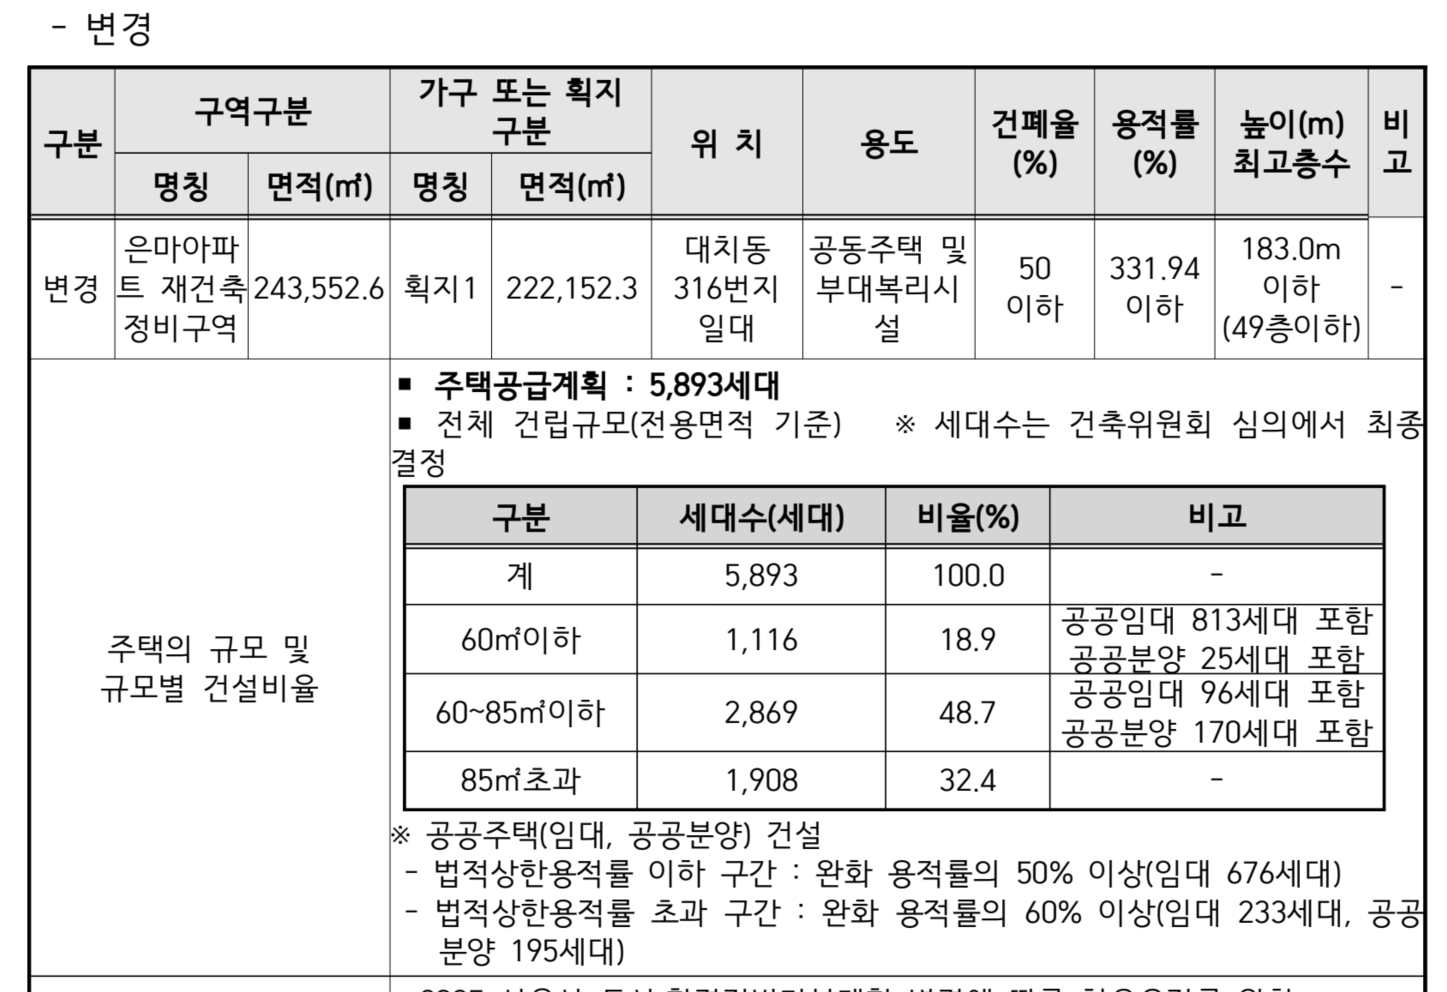 - 변경
구분 구역구분 가구 또는 획지 구분 위 치 용도 건폐율 (%) 용적률 (%) 높이(m) 최고층수 비고
명칭 면적(㎡) 명칭 면적(㎡)
변경 은마아파트 재건축 정비구역 243,552.6 획지1 222,152.3 대치동 316번지 일대 공동주택 및 부대복리시설 50 이하 331.94 이하 183.0m 이하 (49층이하) -
주택의 규모 및
규모별 건설비율
■ 주택공급계획 : 5,893세대
■ 전체 건립규모(전용면적 기준) ※ 세대수는 건축위원회 심의에서 최종
결정
구분 세대수(세대) 비율(%) 비고
계 5,893 100.0 -
60㎡이하 1,116 18.9 공공임대 813세대 포함
공공분양 25세대 포함
60~85㎡이하 2,869 48.7 공공임대 96세대 포함
공공분양 170세대 포함
85㎡초과 1,908 32.4 -
※ 공공주택(임대, 공공분양) 건설
- 법적상한용적률 이하 구간 : 완화 용적률의 50% 이상(임대 676세대)
- 법적상한용적률 초과 구간 : 완화 용적률의 60% 이상(임대 233세대, 공공
분양 195세대)